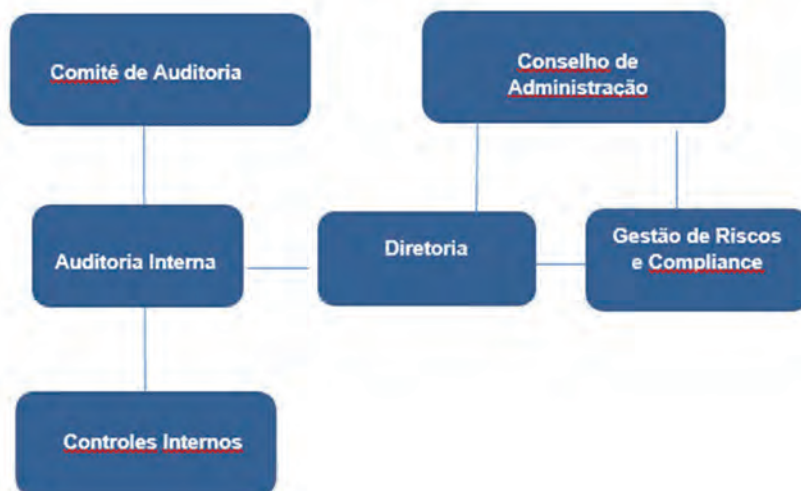 Comitê de Auditoria
Conselho de
Administração
Auditoria Interna
Diretoria
Gestão de Riscos
e Compliance
Controles Internos